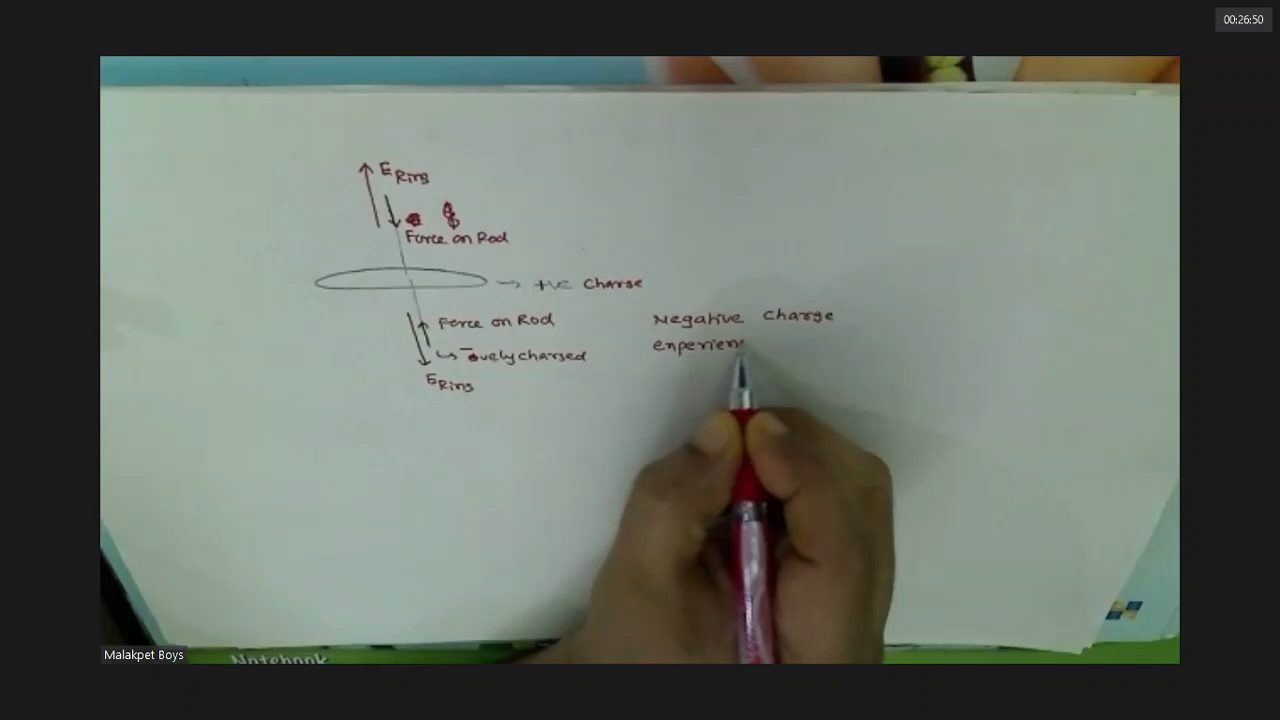 00:26:50
E Ring
Force on Rod
+ve Charge
Force on Rod
Negative Charge
experienc
vely charged
E Ring
Malakpet Boys
Notebook